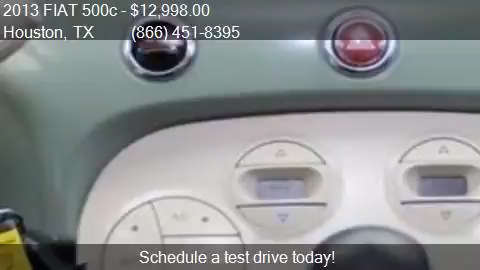 2013 FIAT 500c - $12,998.00
Houston, TX (866) 451-8395
Schedule a test drive today!